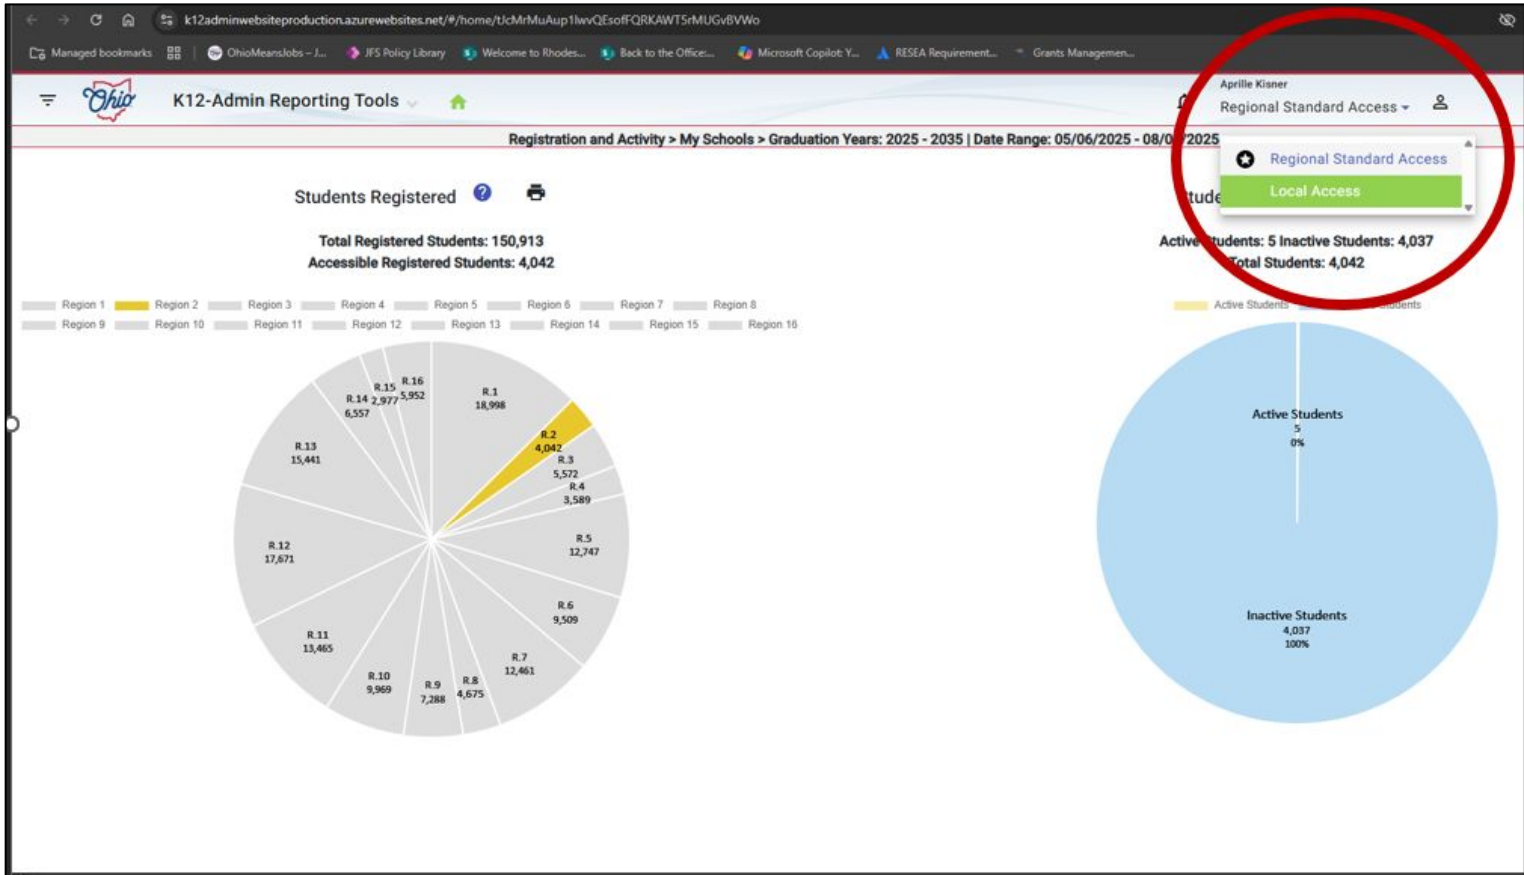 k12adminwebsiteproduction.azurewebsites.net/#/home/
Managed bookmarks
OhioMeansJobs – J...
JFS Policy Library
Welcome to Rhodes...
Back to the Office:...
Microsoft Copilot: Y...
RESEA Requirement...
Grants Managemen...
Ohio
K12-Admin Reporting Tools
Aprille Kisner
Regional Standard Access
Registration and Activity > My Schools > Graduation Years: 2025 - 2035 | Date Range: 05/06/2025 - 08/0 /2025
Regional Standard Access
Local Access
Students Registered
Total Registered Students: 150,913
Accessible Registered Students: 4,042
Region 1 Region 2 Region 3 Region 4 Region 5 Region 6 Region 7 Region 8
Region 9 Region 10 Region 11 Region 12 Region 13 Region 14 Region 15 Region 16
R.1
18,998
R.2
4,042
R.3
5,572
R.4
3,589
R.5
12,747
R.6
9,509
R.7
12,461
R.8
4,675
R.9
7,288
R.10
9,969
R.11
13,465
R.12
17,671
R.13
15,441
R.14
6,557
R.15
2,977
R.16
5,952
Active Students: 5 Inactive Students: 4,037
Total Students: 4,042
Active Students
Active Students
5
0%
Inactive Students
4,037
100%